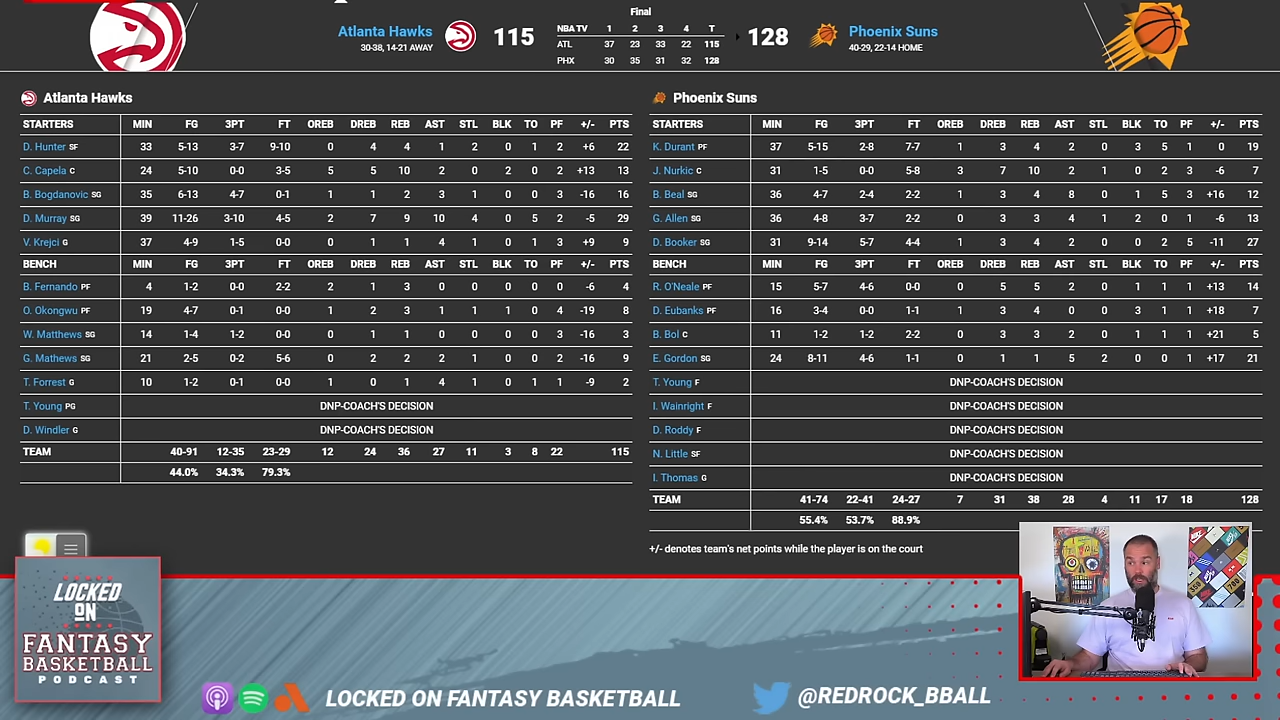 Final
Atlanta Hawks
30-38, 14-21 AWAY
115
NBA TV 1 2 3 4 T
ATL 37 23 33 22 115
PHX 30 35 31 32 128
128
Phoenix Suns
40-29, 22-14 HOME
Atlanta Hawks
STARTERS MIN FG 3PT FT OREB DREB REB AST STL BLK TO PF +/- PTS
D. Hunter SF 33 5-13 3-7 9-10 0 4 4 1 2 0 1 2 +6 22
C. Capela C 24 5-10 0-0 3-5 5 5 10 2 0 2 0 2 +13 13
B. Bogdanovic SG 35 6-13 4-7 0-1 1 1 2 3 1 0 0 3 -16 16
D. Murray SG 39 11-26 3-10 4-5 2 7 9 10 4 0 5 2 -5 29
V. Krejci G 37 4-9 1-5 0-0 0 1 1 4 1 0 1 3 +9 9
BENCH MIN FG 3PT FT OREB DREB REB AST STL BLK TO PF +/- PTS
B. Fernando PF 4 1-2 0-0 2-2 2 1 3 0 0 0 0 0 -6 4
O. Okongwu PF 19 4-7 0-1 0-0 1 2 3 1 1 1 0 4 -19 8
W. Matthews SG 14 1-4 1-2 0-0 0 1 1 0 0 0 0 3 -16 3
G. Mathews SG 21 2-5 0-2 5-6 0 2 2 2 1 0 0 2 -16 9
T. Forrest G 10 1-2 0-1 0-0 1 0 1 4 1 0 1 1 -9 2
T. Young PG DNP-COACH'S DECISION
D. Windler G DNP-COACH'S DECISION
TEAM 40-91 12-35 23-29 12 24 36 27 11 3 8 22 115
44.0% 34.3% 79.3%
Phoenix Suns
STARTERS MIN FG 3PT FT OREB DREB REB AST STL BLK TO PF +/- PTS
K. Durant PF 37 5-15 2-8 7-7 1 3 4 2 0 3 5 1 0 19
J. Nurkic C 31 1-5 0-0 5-8 3 7 10 2 1 0 2 3 -6 7
B. Beal SG 36 4-7 2-4 2-2 1 3 4 8 0 1 5 3 +16 12
G. Allen SG 36 4-8 3-7 2-2 0 3 3 4 1 2 0 1 -6 13
D. Booker SG 31 9-14 5-7 4-4 1 3 4 2 0 0 2 5 -11 27
BENCH MIN FG 3PT FT OREB DREB REB AST STL BLK TO PF +/- PTS
R. O'Neale PF 15 5-7 4-6 0-0 0 5 5 2 0 1 1 1 +13 14
D. Eubanks PF 16 3-4 0-0 1-1 1 3 4 0 0 3 1 1 +18 7
B. Bol C 11 1-2 1-2 2-2 0 3 3 2 0 1 1 1 +21 5
E. Gordon SG 24 8-11 4-6 1-1 0 1 1 5 2 0 0 1 +17 21
T. Young F DNP-COACH'S DECISION
I. Wainright F DNP-COACH'S DECISION
D. Roddy F DNP-COACH'S DECISION
N. Little SF DNP-COACH'S DECISION
I. Thomas G DNP-COACH'S DECISION
TEAM 41-74 22-41 24-27 7 31 38 28 4 11 17 18 128
55.4% 53.7% 88.9%
+/- denotes team's net points while the player is on the court
LOCKED
ON
FANTASY
BASKETBALL
PODCAST
LOCKED ON FANTASY BASKETBALL
@REDROCK_BBALL